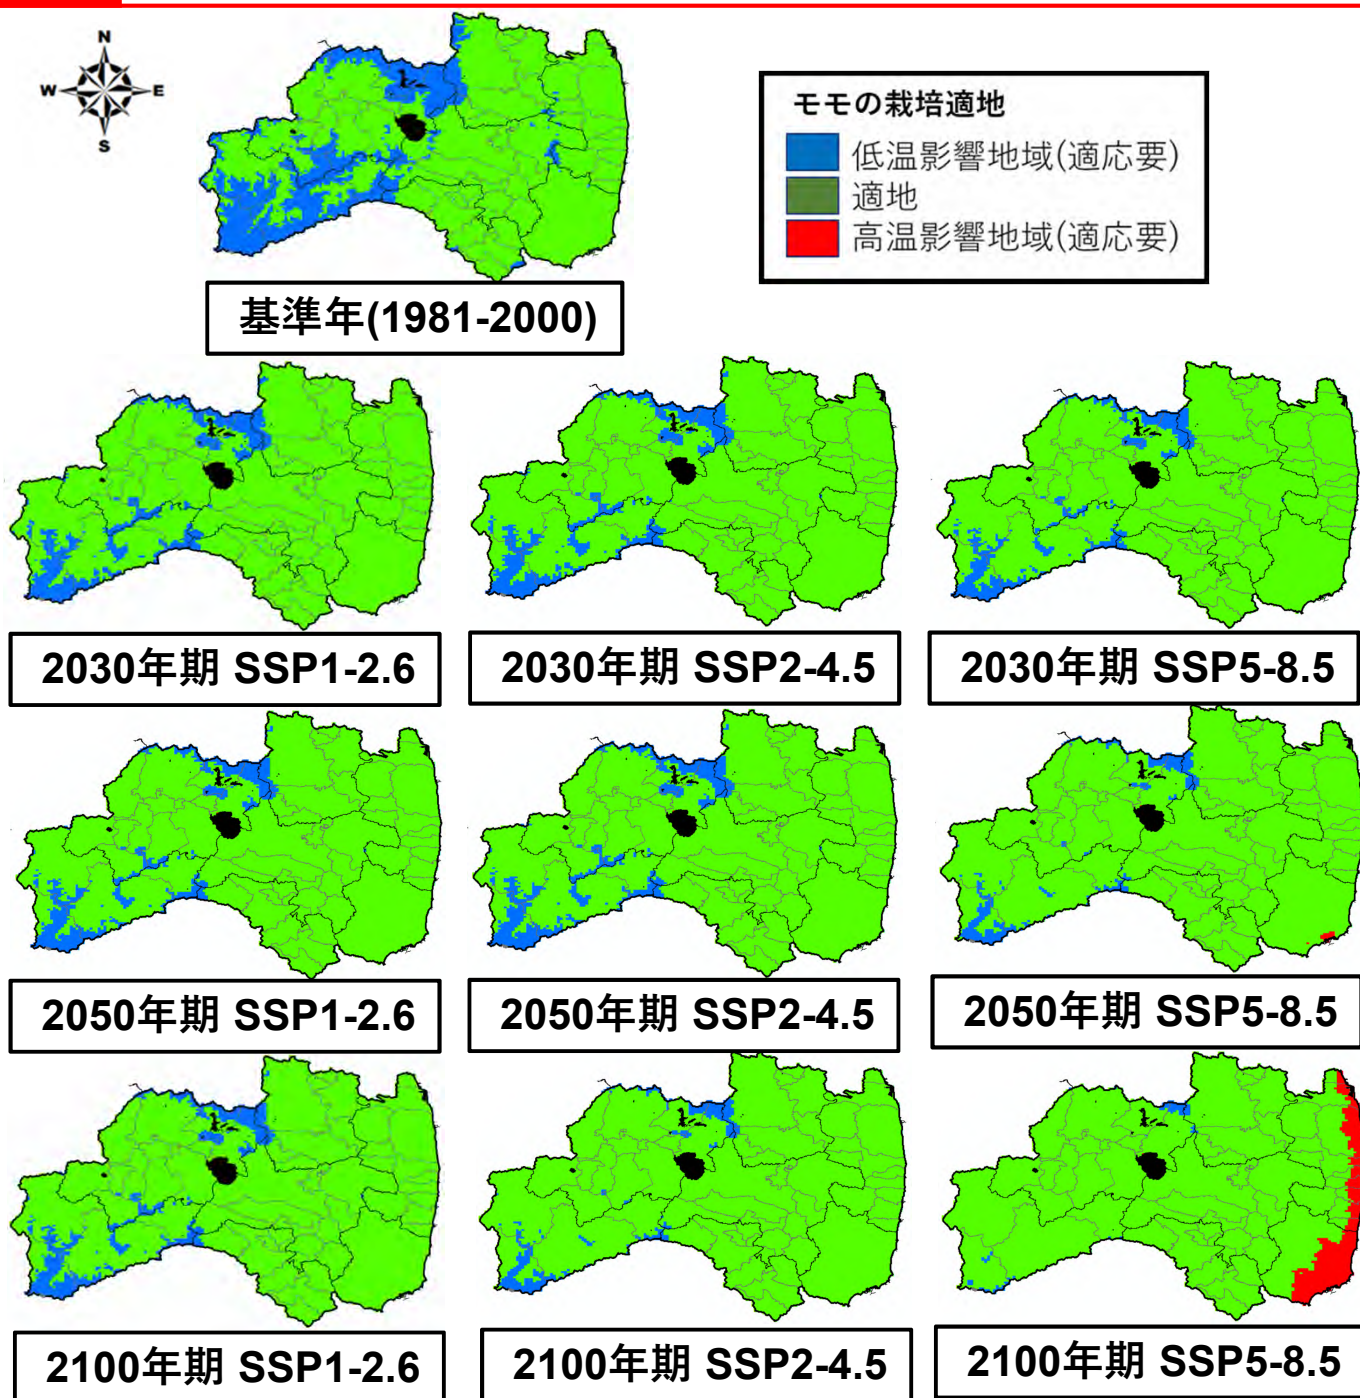 N
W E
S
モモの栽培適地
低温影響地域(適応要)
適地
高温影響地域(適応要)
基準年(1981-2000)
2030年期 SSP1-2.6
2030年期 SSP2-4.5
2030年期 SSP5-8.5
2050年期 SSP1-2.6
2050年期 SSP2-4.5
2050年期 SSP5-8.5
2100年期 SSP1-2.6
2100年期 SSP2-4.5
2100年期 SSP5-8.5